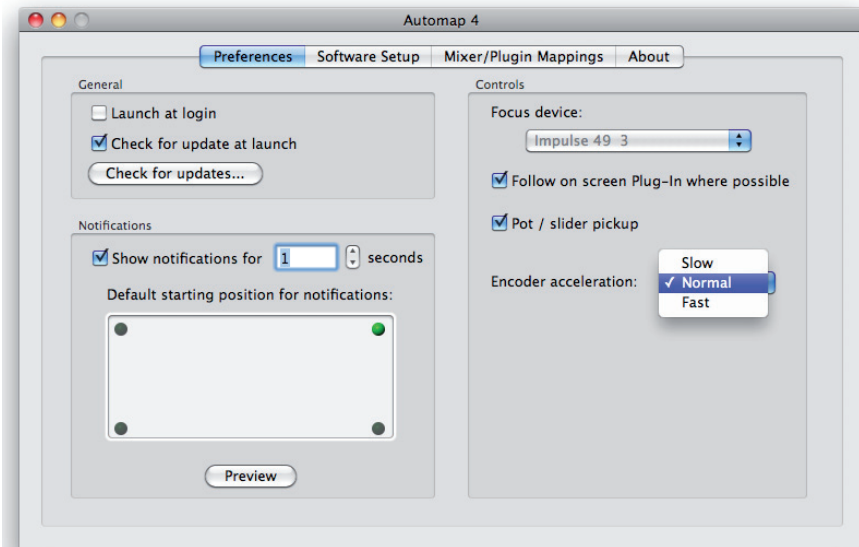 Automap 4
Preferences
Software Setup
Mixer/Plugin Mappings
About
General
Launch at login
Check for update at launch
Check for updates...
Notifications
Show notifications for 1 seconds
Default starting position for notifications:
Preview
Controls
Focus device:
Impulse 49 3
Follow on screen Plug-In where possible
Pot / slider pickup
Encoder acceleration:
Slow
✓ Normal
Fast